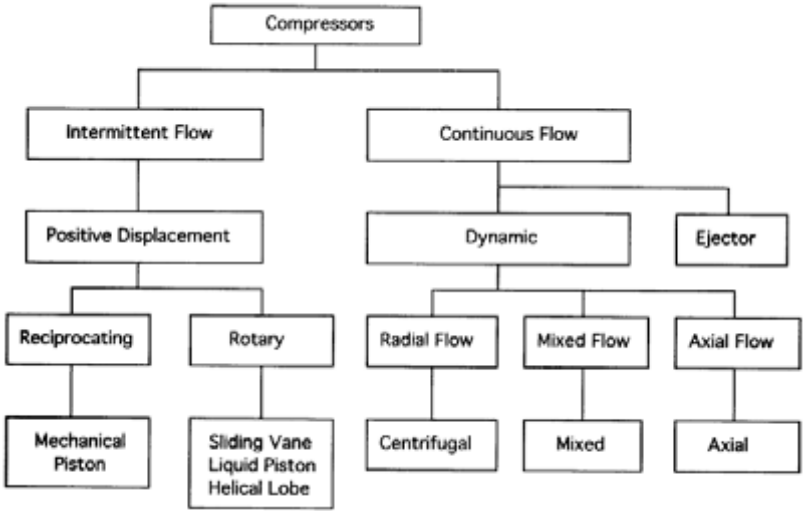 Compressors
Intermittent Flow
Continuous Flow
Positive Displacement
Dynamic
Ejector
Reciprocating
Rotary
Radial Flow
Mixed Flow
Axial Flow
Mechanical
Piston
Sliding Vane
Liquid Piston
Helical Lobe
Centrifugal
Mixed
Axial